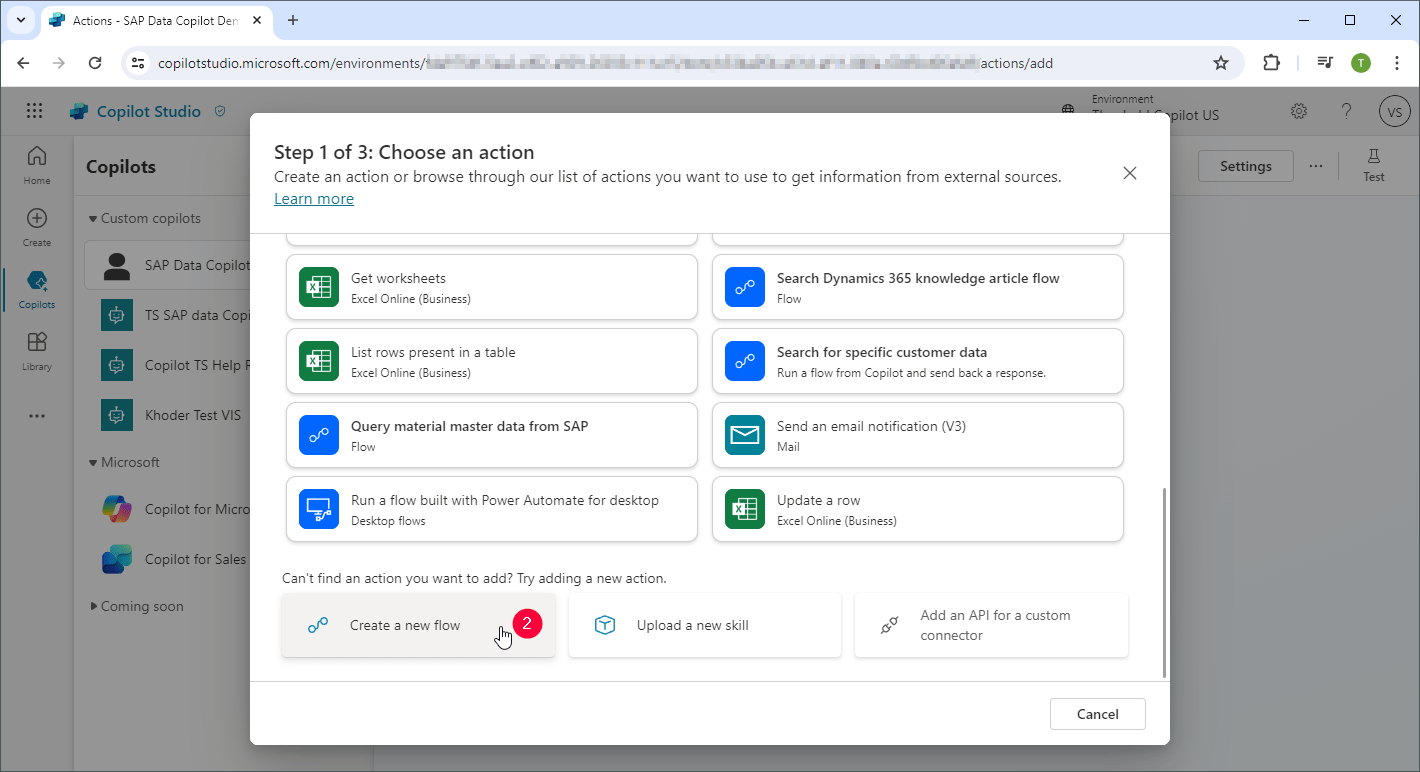 Actions - SAP Data Copilot Dem
copilotstudio.microsoft.com/environments/
actions/add
T
Copilot Studio
Environment
Copilot US
VS
Home
Create
Copilots
Library
Copilots
Custom copilots
SAP Data Copilot
TS SAP data Copi
Copilot TS Help
Khoder Test VIS
Microsoft
Copilot for Micro
Copilot for Sales
Coming soon
Settings
Test
Step 1 of 3: Choose an action
Create an action or browse through our list of actions you want to use to get information from external sources.
Learn more
Get worksheets
Excel Online (Business)
Search Dynamics 365 knowledge article flow
Flow
List rows present in a table
Excel Online (Business)
Search for specific customer data
Run a flow from Copilot and send back a response.
Query material master data from SAP
Flow
Send an email notification (V3)
Mail
Run a flow built with Power Automate for desktop
Desktop flows
Update a row
Excel Online (Business)
Can't find an action you want to add? Try adding a new action.
Create a new flow
2
Upload a new skill
Add an API for a custom
connector
Cancel